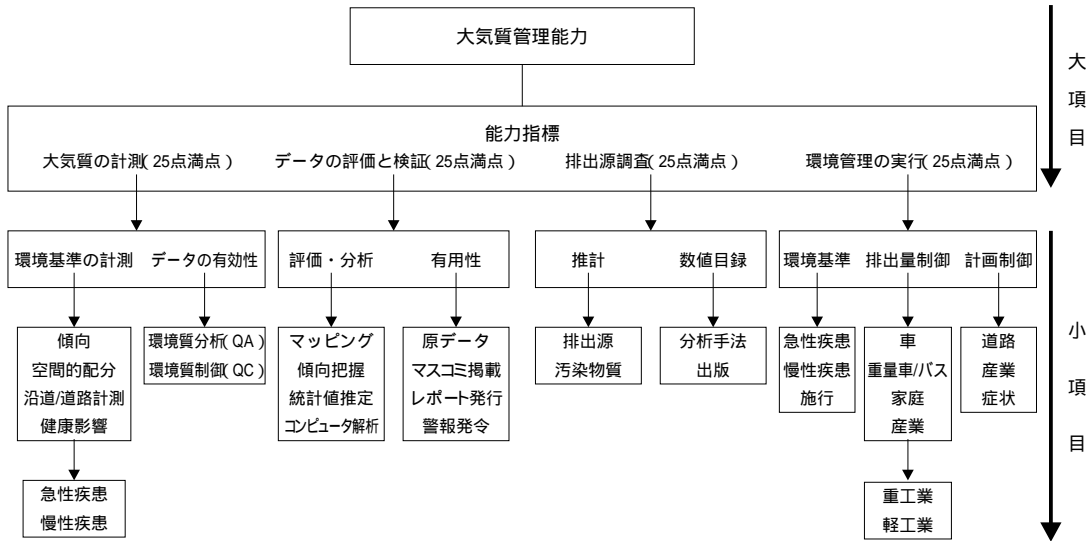 大気質管理能力
能力指標
大気質の計測(25点満点) データの評価と検証(25点満点) 排出源調査(25点満点) 環境管理の実行(25点満点)
環境基準の計測 データの有効性 評価・分析 有用性 推計 数値目録 環境基準 排出量制御 計画制御
傾向
空間的配分
沿道/道路計測
健康影響
環境質分析(QA)
環境質制御(QC)
マッピング
傾向把握
統計値推定
コンピュータ解析
原データ
マスコミ掲載
レポート発行
警報発令
排出源
汚染物質
分析手法
出版
急性疾患
慢性疾患
施行
車
重量車/バス
家庭
産業
道路
産業
症状
急性疾患
慢性疾患
重工業
軽工業
大項目
小項目